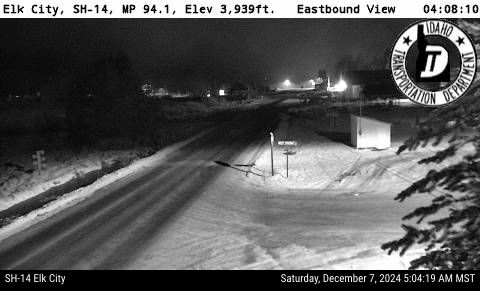 Elk City, SH-14, MP 94.1, Elev 3,939ft. Eastbound View 04:08:10
IDAHO
TRANSPORTATION DEPARTMENT
SH-14 Elk City
Saturday, December 7, 2024 5:04:19 AM MST